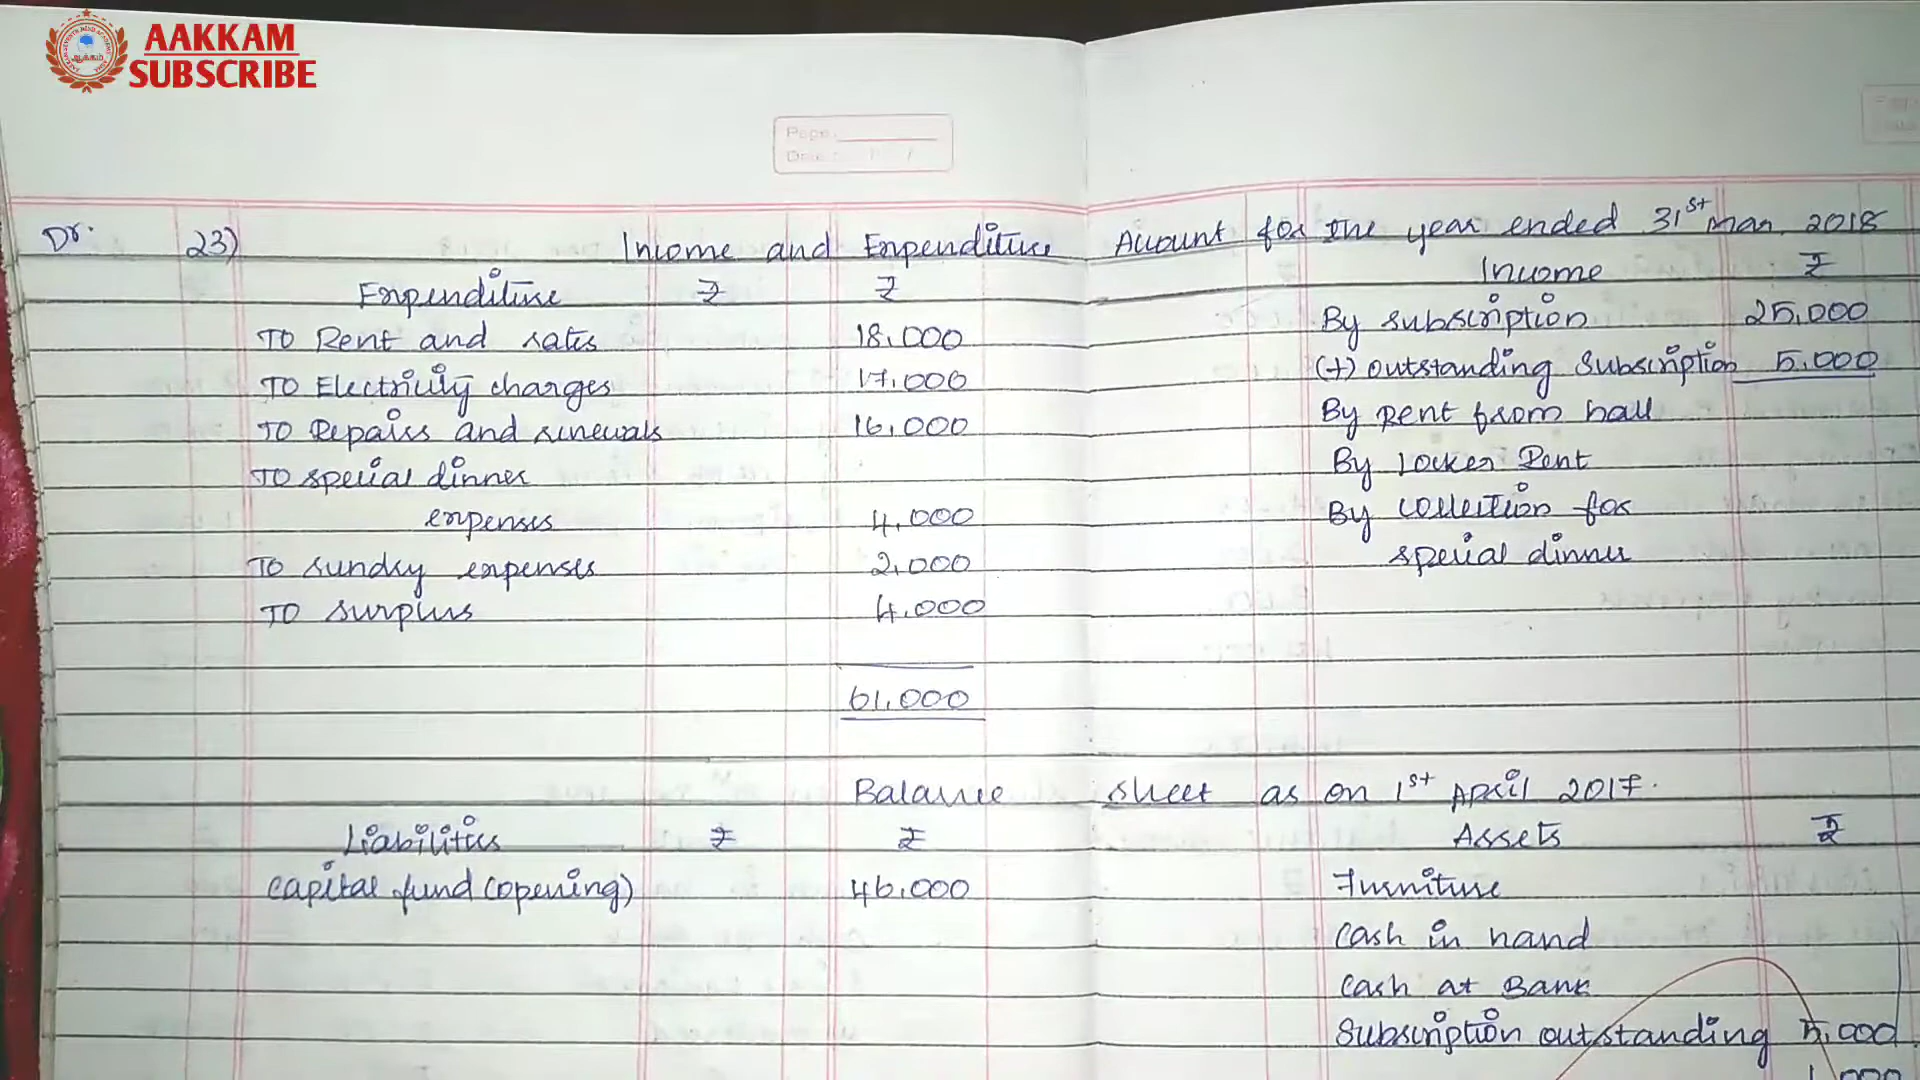 AAKKAM
SUBSCRIBE
Page:
Date:
Dr. 23) Income and Expenditure Account for the year ended 31st Mar. 2018
Expenditure ₹ ₹ Income ₹
To Rent and rates 18,000 By subscription 25,000
To Electricity charges 17,000 (+) outstanding subscription 5,000
To Repairs and renewals 16,000 By Rent from hall
To special dinner By Locker Rent
expenses 4,000 By collection for
To sundry expenses 2,000 special dinner
To surplus 4,000
61,000
Balance sheet as on 1st April 2017.
Liabilities ₹ ₹ Assets ₹
Capital fund (opening) 46,000 Furniture
Cash in hand
Cash at Bank
Subscription outstanding 5,000